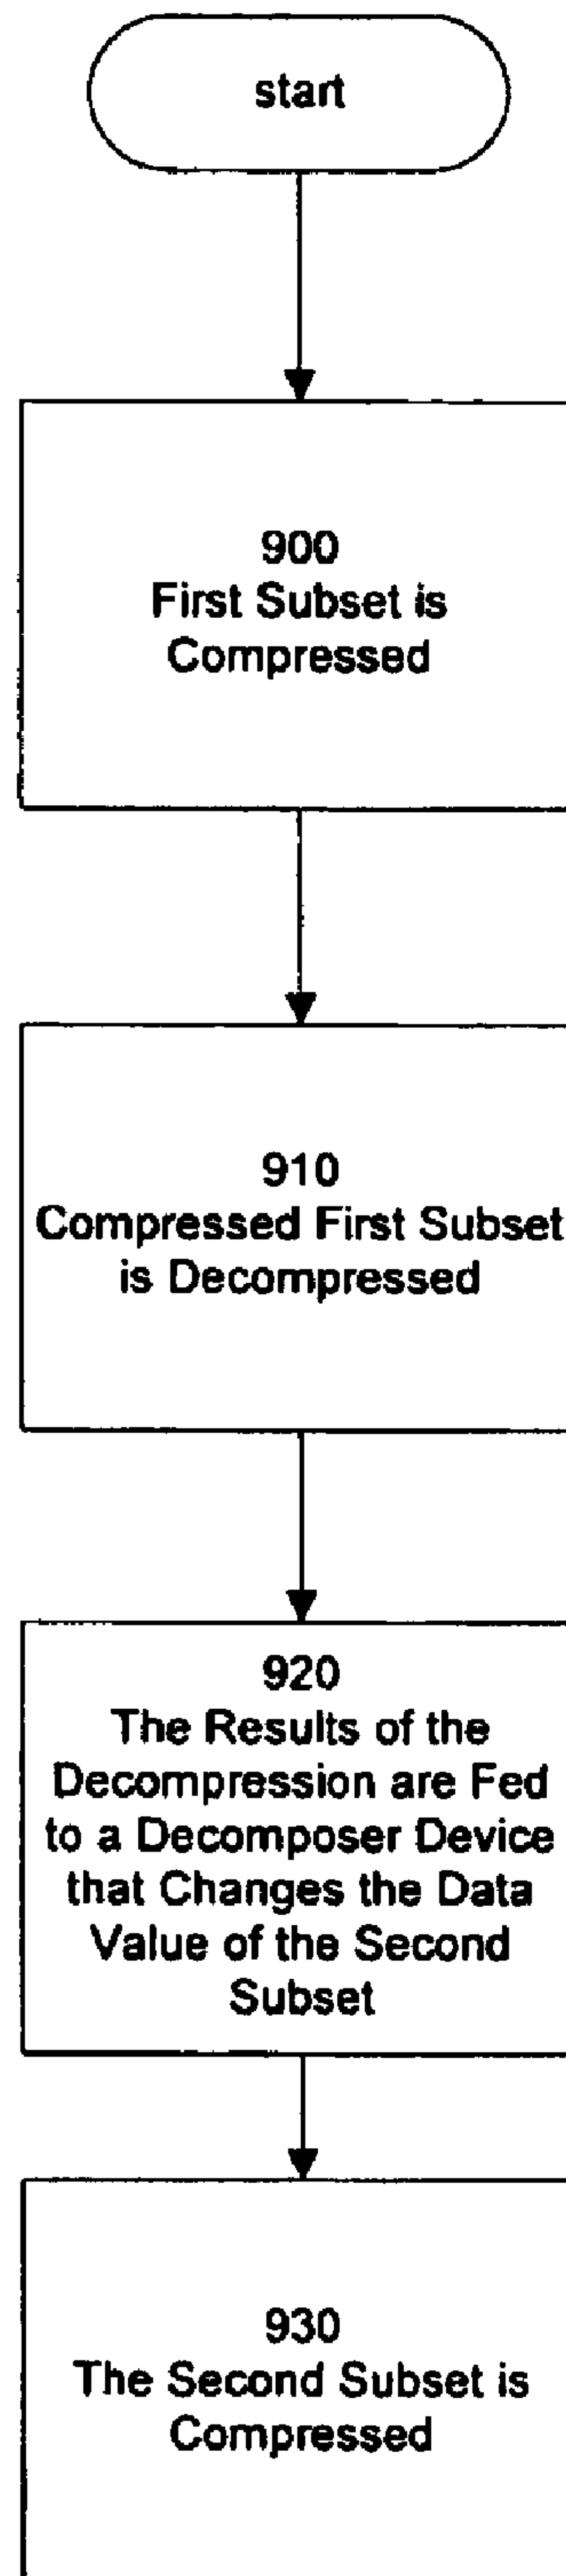 start
900
First Subset is
Compressed
910
Compressed First Subset
is Decompressed
920
The Results of the
Decompression are Fed
to a Decomposer Device
that Changes the Data
Value of the Second
Subset
930
The Second Subset is
Compressed